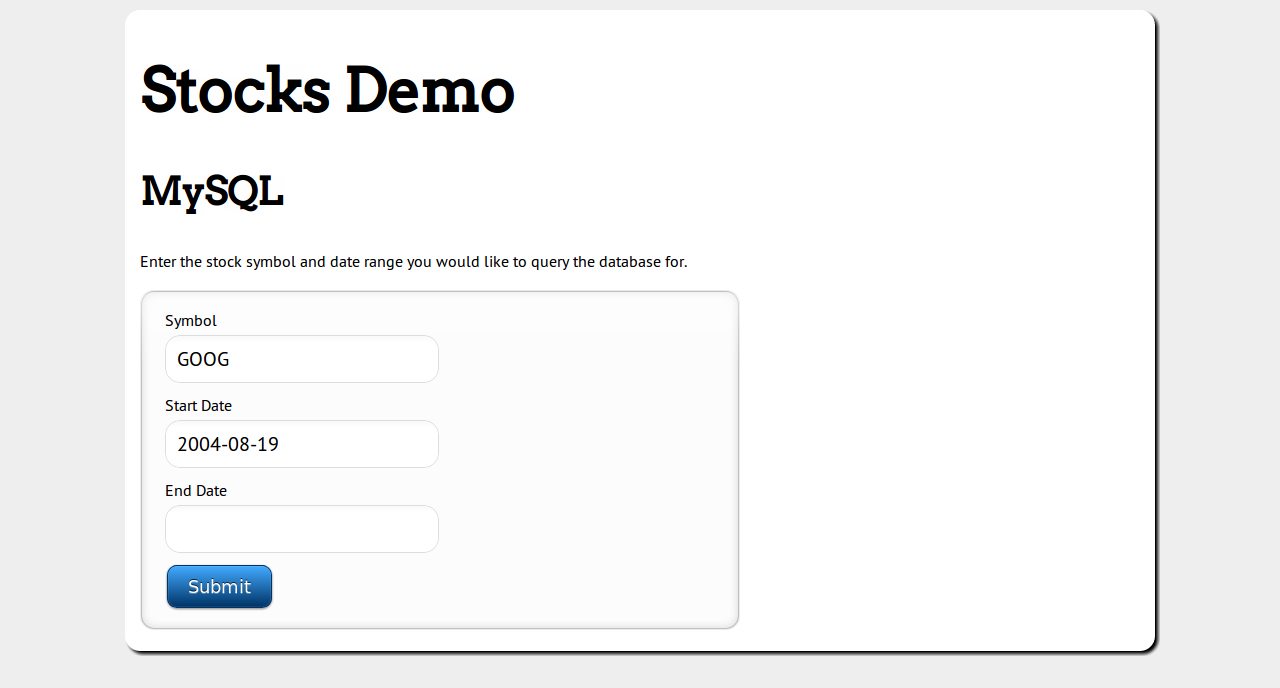 Stocks Demo
MySQL
Enter the stock symbol and date range you would like to query the database for.
Symbol
GOOG
Start Date
2004-08-19
End Date
Submit